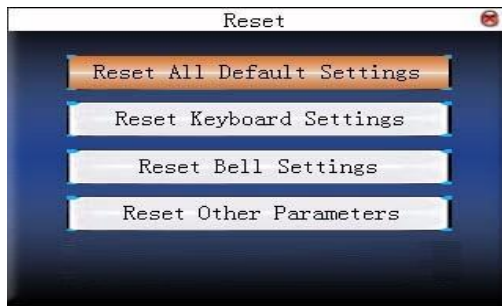 Reset
Reset All Default Settings
Reset Keyboard Settings
Reset Bell Settings
Reset Other Parameters